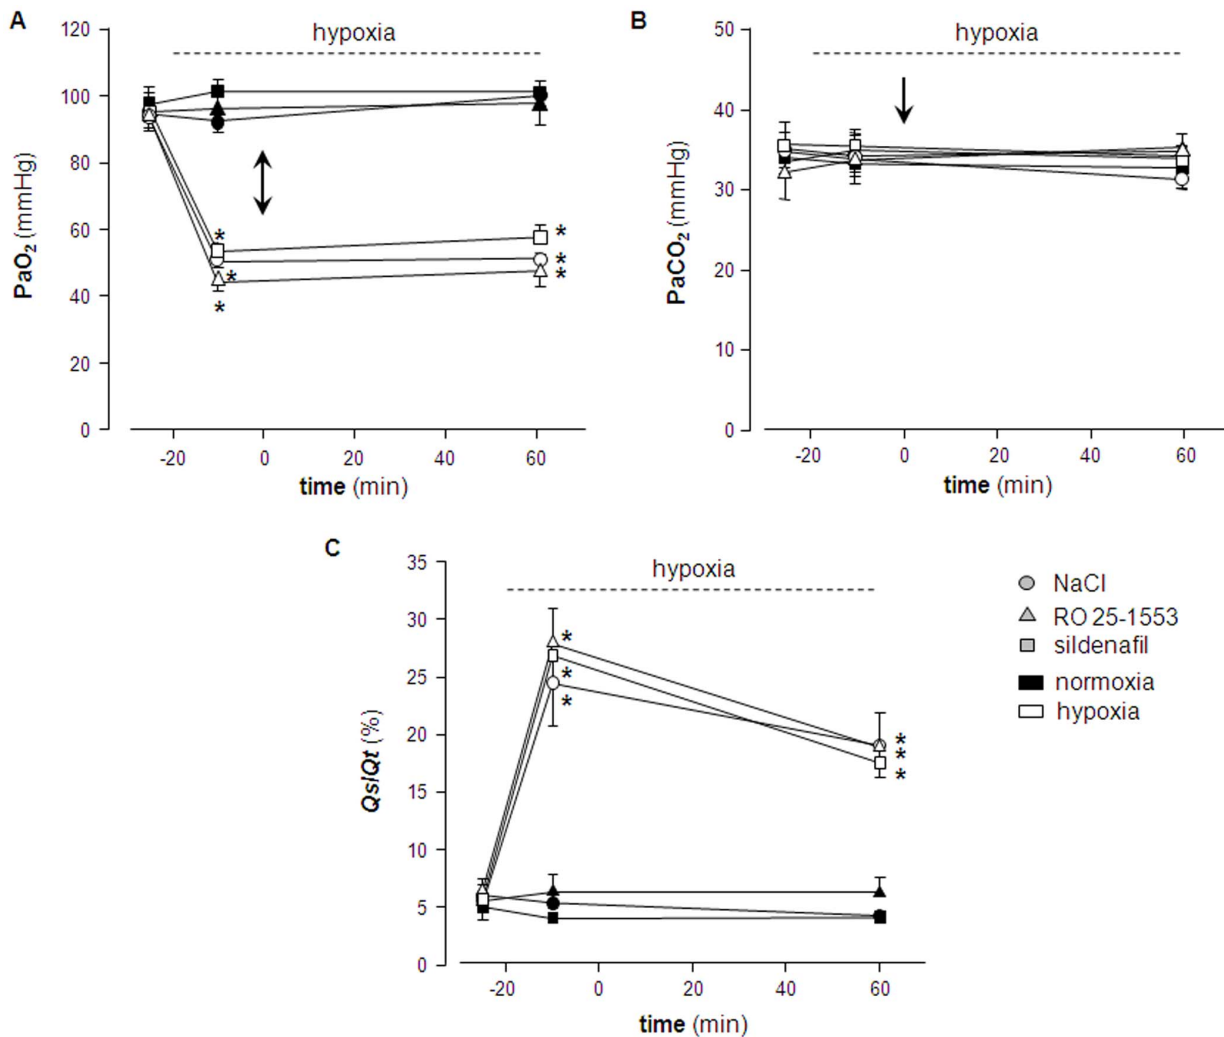 A
hypoxia
120
100
80
60
40
20
0
PaO2 (mmHg)
*
*
*
*
*
*
-20 0 20 40 60
time (min)
B
hypoxia
50
40
30
20
10
0
PaCO2 (mmHg)
-20 0 20 40 60
time (min)
C
hypoxia
35
30
25
20
15
10
5
0
Qs/Qt (%)
*
*
*
*
*
*
-20 0 20 40 60
time (min)
NaCl
RO 25-1553
sildenafil
normoxia
hypoxia